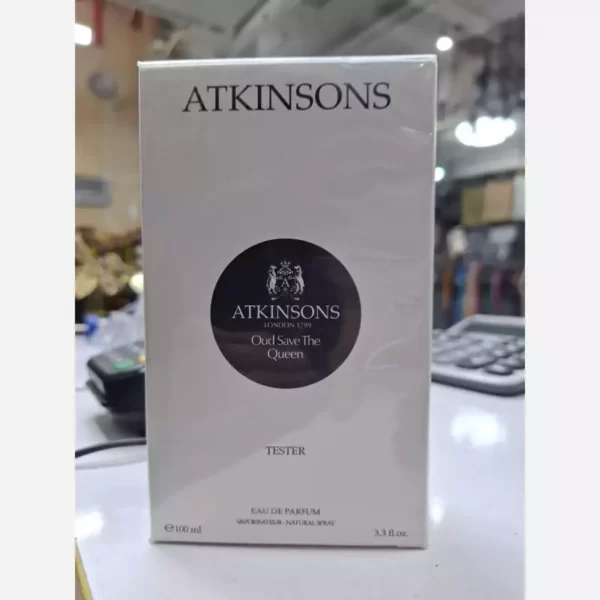 ATKINSONS
ATKINSONS
LONDON 1799
Oud Save The
Queen
TESTER
EAU DE PARFUM
VAPORISATEUR - NATURAL SPRAY
℮100 ml
3.3 fl oz.